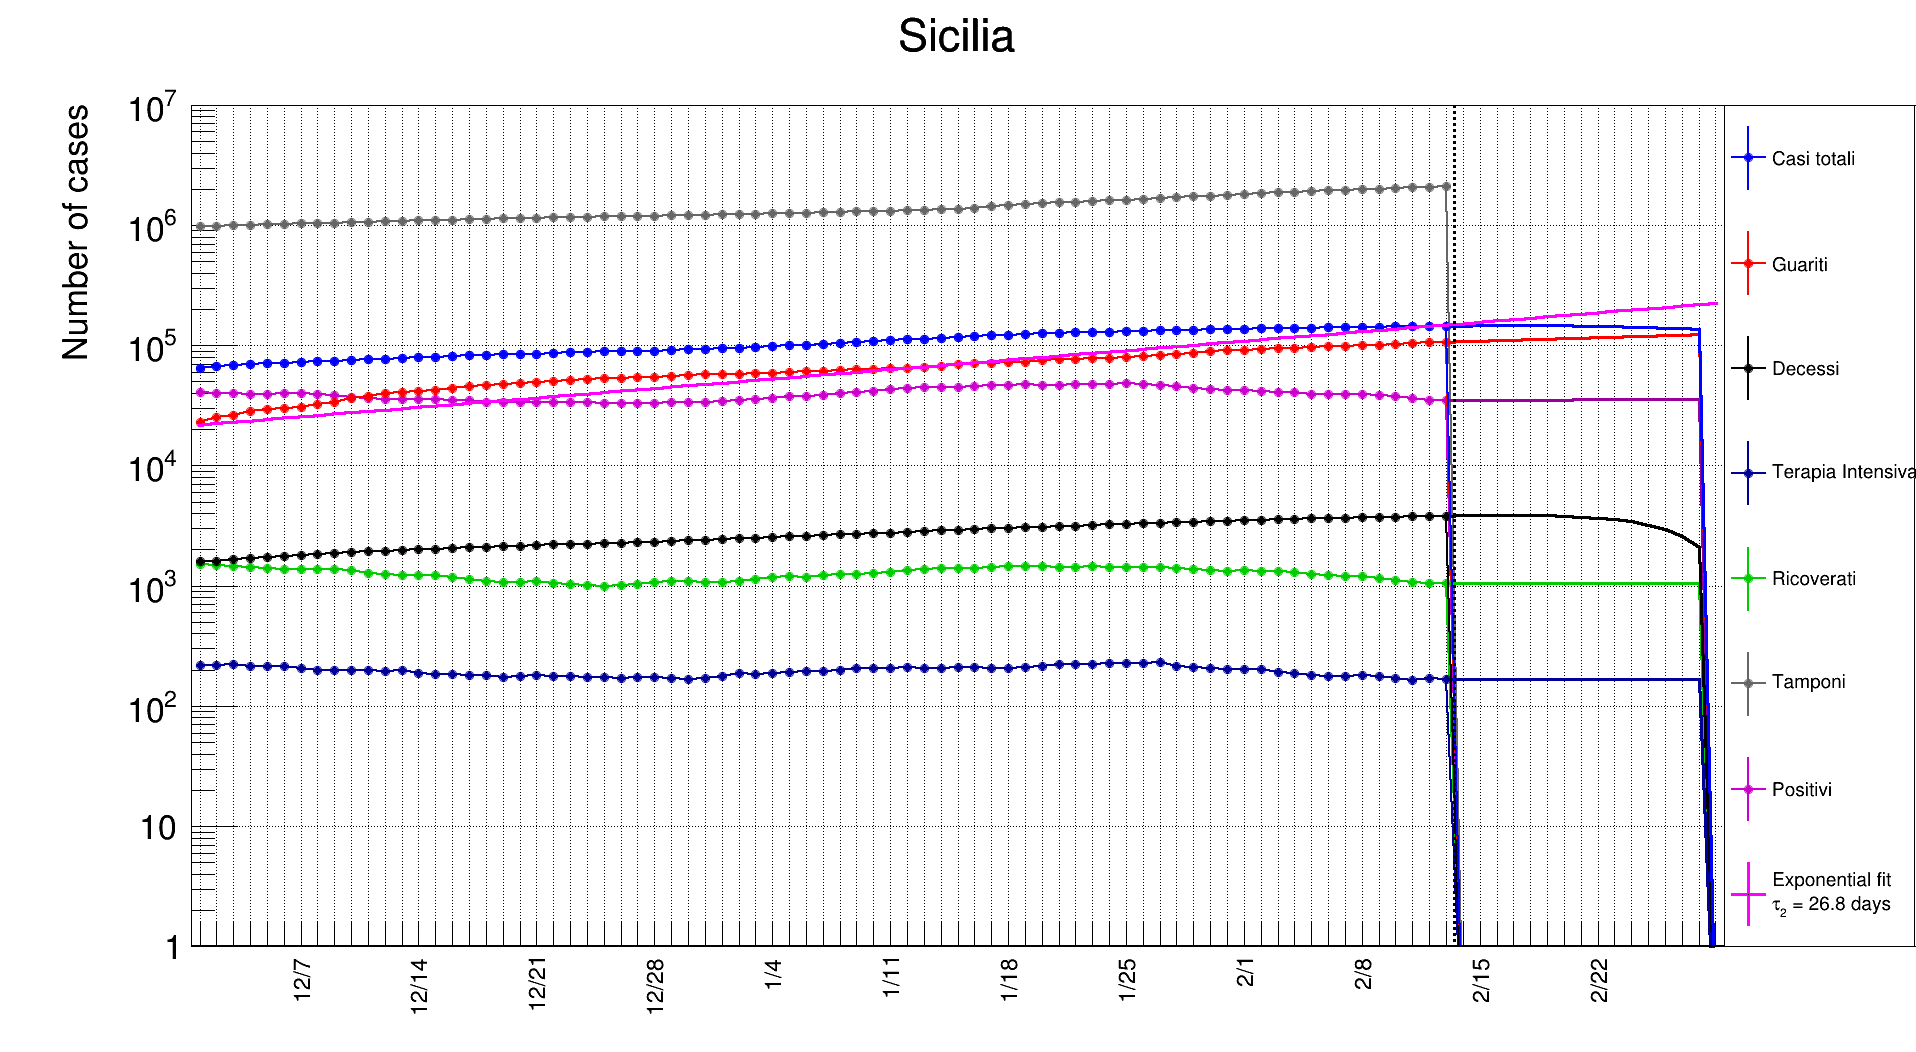 Sicilia
Number of cases
10^7
10^6
10^5
10^4
10^3
10^2
10
1
12/7
12/14
12/21
12/28
1/4
1/11
1/18
1/25
2/1
2/8
2/15
2/22
Casi totali
Guariti
Decessi
Terapia Intensiva
Ricoverati
Tamponi
Positivi
Exponential fit
τ_2 = 26.8 days